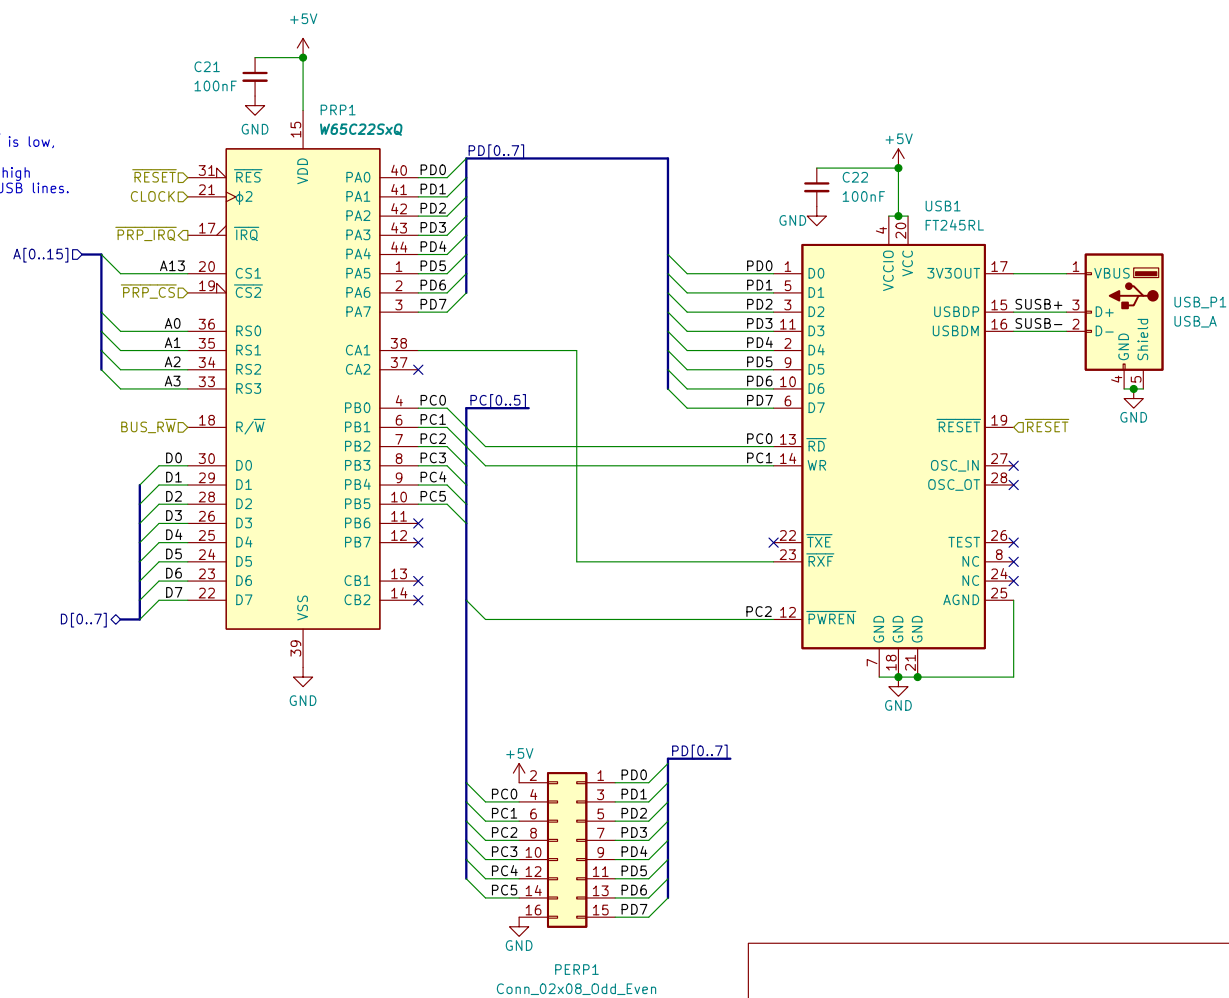 +5V
C21
100nF
GND
PRP1
W65C22SxQ
is low,
high
USB lines.
15
VDD
RESET 31 RES
CLOCK 21 ϕ2
PRP_IRQ 17 IRQ
A[0..15]
A13 20 CS1
PRP_CS 19 CS2
A0 36 RS0
A1 35 RS1
A2 34 RS2
A3 33 RS3
BUS_RW 18 R/W
D0 30 D0
D1 29 D1
D2 28 D2
D3 26 D3
D4 25 D4
D5 24 D5
D6 23 D6
D7 22 D7
D[0..7]
VSS
39
GND
PD[0..7]
PA0 40 PD0
PA1 41 PD1
PA2 42 PD2
PA3 43 PD3
PA4 44 PD4
PA5 1 PD5
PA6 2 PD6
PA7 3 PD7
CA1 38
CA2 37
PC[0..5]
PB0 4 PC0
PB1 6 PC1
PB2 7 PC2
PB3 8 PC3
PB4 9 PC4
PB5 10 PC5
PB6 11
PB7 12
CB1 13
CB2 14
+5V
C22
100nF
GND
USB1
FT245RL
4 20
VCCIO VCC
PD0 1 D0
PD1 5 D1
PD2 3 D2
PD3 11 D3
PD4 2 D4
PD5 9 D5
PD6 10 D6
PD7 6 D7
PC0 13 RD
PC1 14 WR
22 TXE
23 RXF
PC2 12 PWREN
3V3OUT 17
USBDP 15 SUSB+
USBDM 16 SUSB-
RESET 19 RESET
OSC_IN 27
OSC_OT 28
TEST 26
NC 8
NC 24
AGND 25
GND GND GND
7 18 21
GND
1 VBUS
3 D+
2 D-
GND Shield
4 5
GND
USB_P1
USB_A
PD[0..7]
+5V
2 1 PD0
PC0 4 3 PD1
PC1 6 5 PD2
PC2 8 7 PD3
PC3 10 9 PD4
PC4 12 11 PD5
PC5 14 13 PD6
16 15 PD7
GND
PERP1
Conn_02x08_Odd_Even